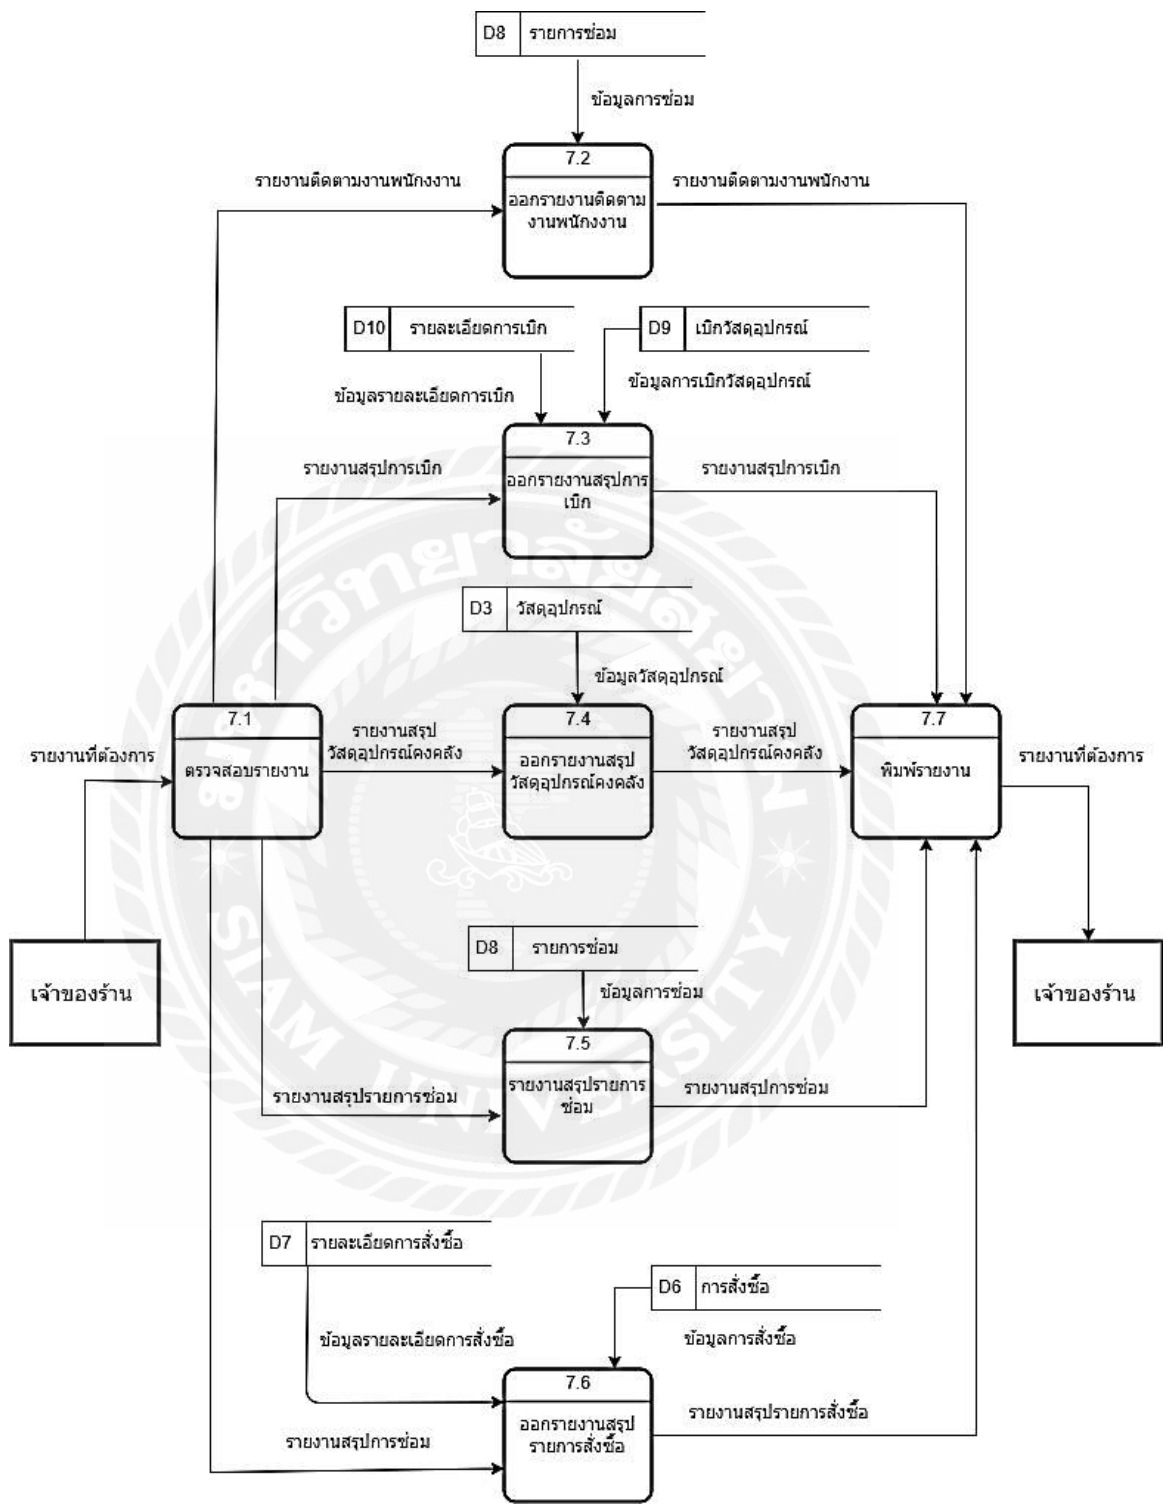 D8 รายการซ่อม
ข้อมูลการซ่อม
7.2
รายงานติดตามงานพนักงงาน
รายงานติดตามงานพนักงาน
ออกรายงานติดตาม
งานพนักงงาน
D10 รายละเอียดการเบิก
D9 เบิกวัสดุอุปกรณ์
ข้อมูลรายละเอียดการเบิก
ข้อมูลการเบิกวัสดุอุปกรณ์
7.3
รายงานสรุปการเบิก
รายงานสรุปการเบิก
ออกรายงานสรุปการ
เบิก
D3 วัสดุอุปกรณ์
ข้อมูลวัสดุอุปกรณ์
7.1
ตรวจสอบรายงาน
รายงานที่ต้องการ
รายงานสรุป
วัสดุอุปกรณ์คงคลัง
7.4
ออกรายงานสรุป
วัสดุอุปกรณ์คงคลัง
รายงานสรุป
วัสดุอุปกรณ์คงคลัง
7.7
พิมพ์รายงาน
รายงานที่ต้องการ
เจ้าของร้าน
เจ้าของร้าน
D8 รายการซ่อม
ข้อมูลการซ่อม
7.5
รายงานสรุปรายการซ่อม
รายงานสรุปรายการ
ซ่อม
รายงานสรุปการซ่อม
D7 รายละเอียดการสั่งซื้อ
D6 การสั่งซื้อ
ข้อมูลรายละเอียดการสั่งซื้อ
ข้อมูลการสั่งซื้อ
7.6
ออกรายงานสรุป
รายการสั่งซื้อ
รายงานสรุปรายการสั่งซื้อ
รายงานสรุปการซ่อม
มหาวิทยาลัยสยาม
SIAM UNIVERSITY